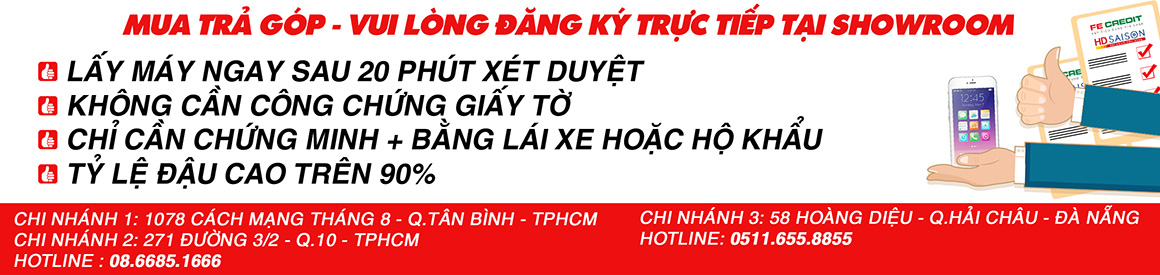 MUA TRẢ GÓP - VUI LÒNG ĐĂNG KÝ TRỰC TIẾP TẠI SHOWROOM
LẤY MÁY NGAY SAU 20 PHÚT XÉT DUYỆT
KHÔNG CẦN CÔNG CHỨNG GIẤY TỜ
CHỈ CẦN CHỨNG MINH + BẰNG LÁI XE HOẶC HỘ KHẨU
TỶ LỆ ĐẬU CAO TRÊN 90%
FE CREDIT
HD SAISON
CRE
12:45
CHI NHÁNH 1: 1078 CÁCH MẠNG THÁNG 8 - Q.TÂN BÌNH - TPHCM
CHI NHÁNH 2: 271 ĐƯỜNG 3/2 - Q.10 - TPHCM
HOTLINE : 08.6685.1666
CHI NHÁNH 3: 58 HOÀNG DIỆU - Q.HẢI CHÂU - ĐÀ NẴNG
HOTLINE: 0511.655.8855